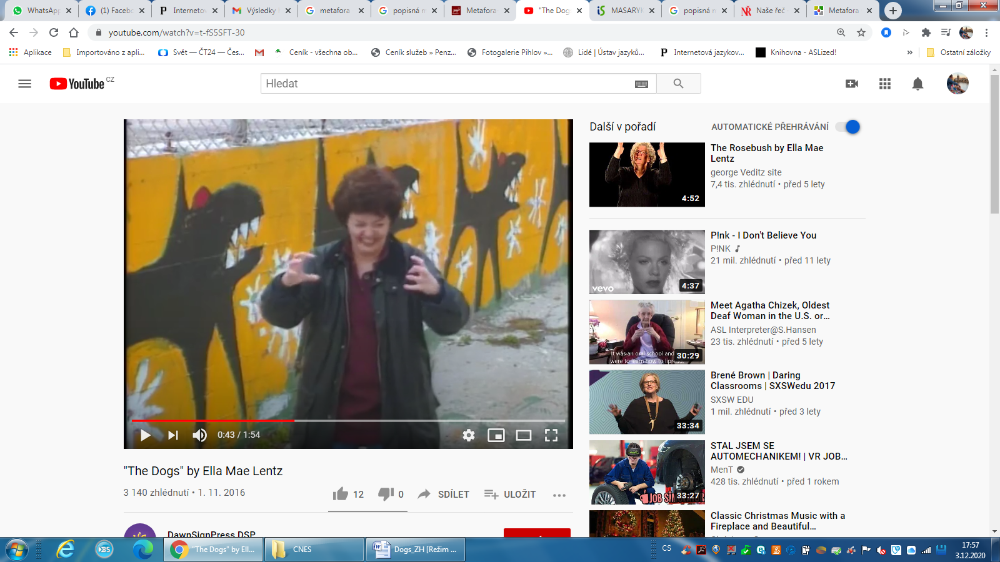 WhatsApp
(1) Facebo
Internetov
Výsledky
metafora
popisná m
Metafora-
"The Dog
MASARYK
popisná m
Naše řeč -
Metafora
youtube.com/watch?v=t-fS5SFT-30
Aplikace
Importováno z apli...
Svět — ČT24 — Čes...
Ceník - všechna ob...
Ceník služeb » Penz...
Fotogalerie Pihlov »...
Lidé | Ústav jazyků...
Internetová jazykov...
Knihovna - ASLized!
»
Ostatní záložky
YouTube CZ
Hledat
0:43 / 1:54
"The Dogs" by Ella Mae Lentz
3 140 zhlédnutí • 1. 11. 2016
12
0
SDÍLET
ULOŽIT
DawnSignPress DSP
Další v pořadí
AUTOMATICKÉ PŘEHRÁVÁNÍ
4:52
The Rosebush by Ella Mae
Lentz
george Veditz site
7,4 tis. zhlédnutí • před 5 lety
vevo
4:37
P!nk - I Don't Believe You
P!NK
21 mil. zhlédnutí • před 11 lety
It was an oral school and
were to learn how to lipread.
30:29
Meet Agatha Chizek, Oldest
Deaf Woman in the U.S. or...
ASL Interpreter@S.Hansen
23 tis. zhlédnutí • před 5 lety
33:34
Brené Brown | Daring
Classrooms | SXSWedu 2017
SXSW EDU
1 mil. zhlédnutí • před 3 lety
JOB SIMULATOR
33:27
STAL JSEM SE
AUTOMECHANIKEM! | VR JOB...
MenT
428 tis. zhlédnutí • před 1 rokem
Classic Christmas Music with a
Fireplace and Beautiful...
BS
"The Dogs" by Ell...
CNES
Dogs_ZH [Režim ...
CS
17:57
3.12.2020